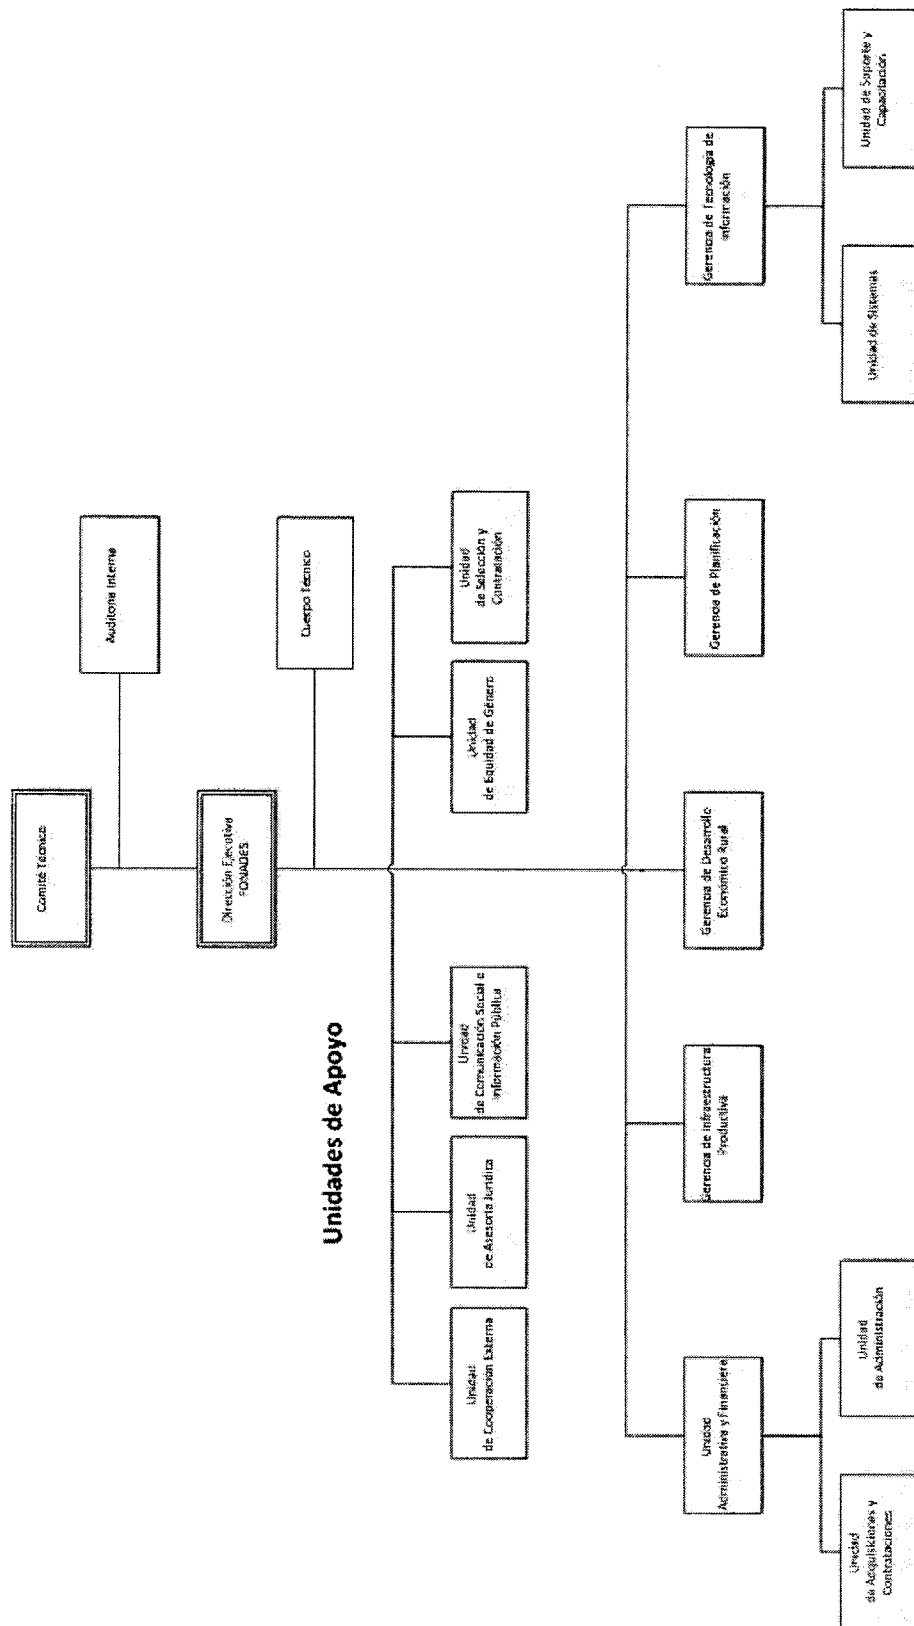 Comité Técnico
Auditoria Interna
Dirección Ejecutiva
FONADES
Cuerpo Técnico
Unidades de Apoyo
Unidad
de Cooperación Externa
Unidad
de Asesoría Jurídica
Unidad
de Comunicación Social e
Información Pública
Unidad
de Equidad de Género
Unidad
de Selección y
Contratación
Unidad
Administrativa y Financiera
Gerencia de Infraestructura
Productiva
Gerencia de Desarrollo
Económico Rural
Gerencia de Planificación
Gerencia de Tecnología de
Información
Unidad
de Adquisiciones y
Contrataciones
Unidad
de Administración
Unidad de Sistemas
Unidad de Soporte y
Capacitación